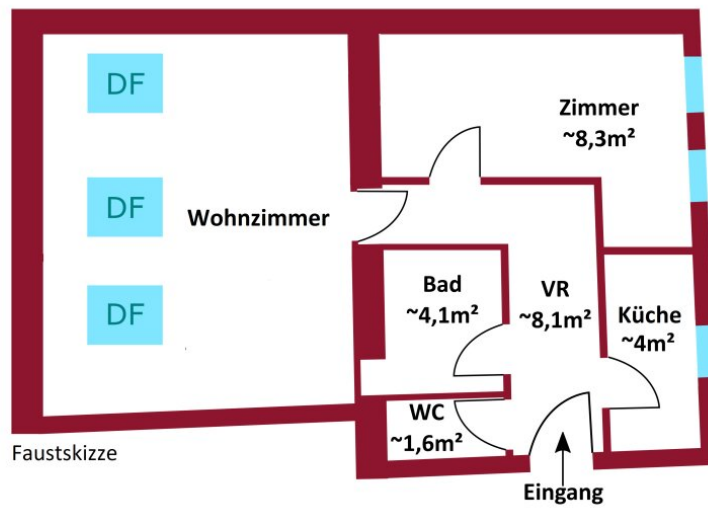 DF
Zimmer
~8,3m²
DF
Wohnzimmer
Bad
~4,1m²
VR
~8,1m²
Küche
~4m²
DF
WC
~1,6m²
Faustskizze
Eingang